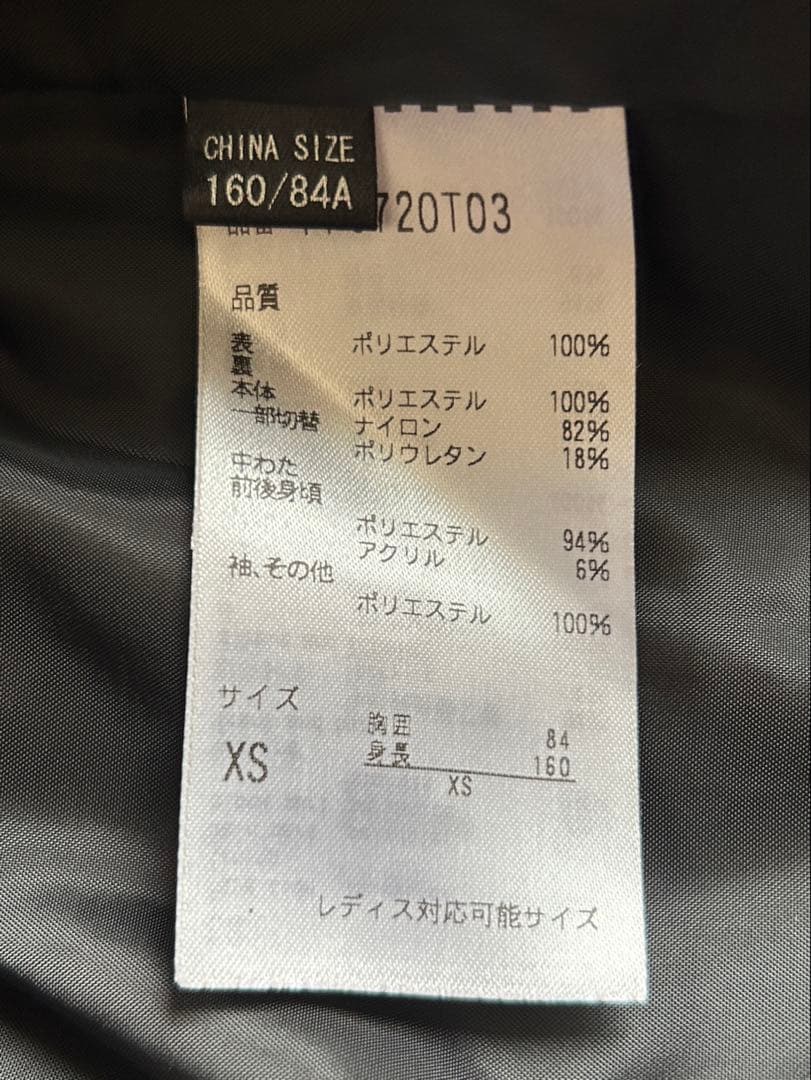 CHINA SIZE
160/84A
品番 720T03
品質
表 ポリエステル 100%
裏
本体 ポリエステル 100%
一部切替 ナイロン 82%
ポリウレタン 18%
中わた
前後身頃
ポリエステル 94%
アクリル 6%
袖、その他
ポリエステル 100%
サイズ
XS
胸囲 84
身長 160
XS
レディス対応可能サイズ